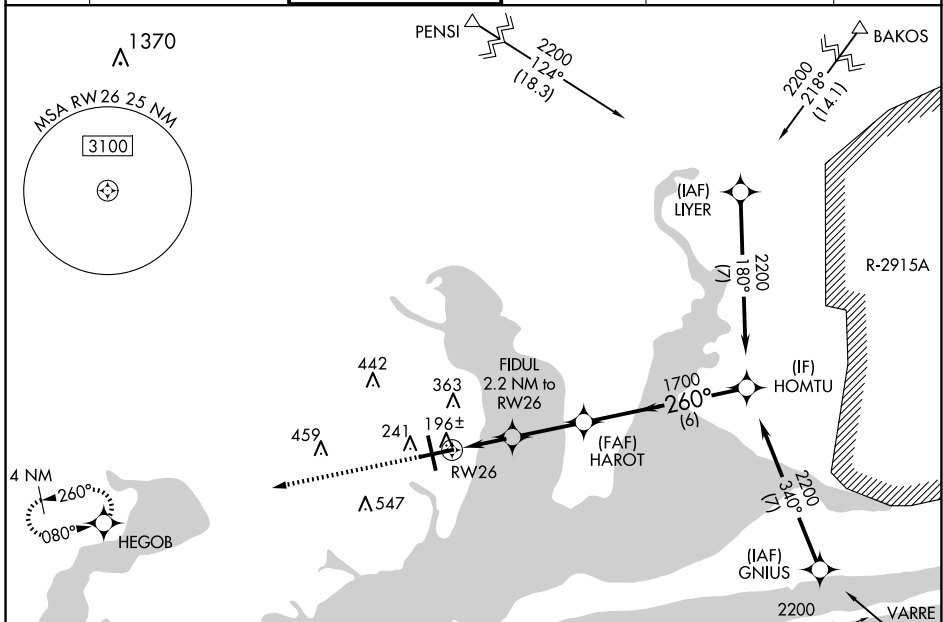 1370
MSA RW26 25 NM
3100
PENSI
2200
124°
(18.3)
BAKOS
2200
218°
(14.1)
(IAF)
LIYER
2200
180°
(7)
R-2915A
(IF)
HOMTU
1700
260°
(6)
FIDUL
2.2 NM to
RW26
(FAF)
HAROT
442
363
459
241
196±
RW26
547
4 NM
260°
080°
HEGOB
2200
340°
(7)
(IAF)
GNIUS
2200
VARRE